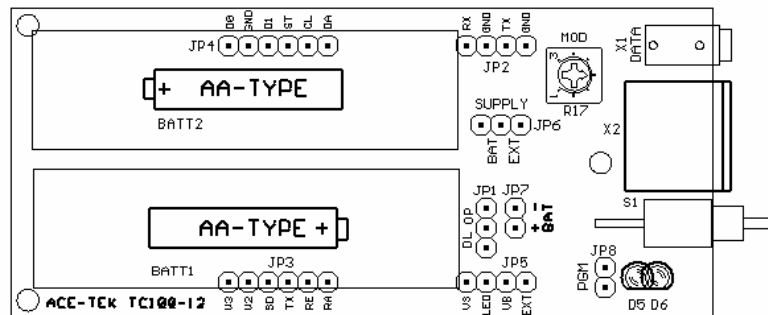 D0 GND D1 ST CL DA
JP4
RX GND TX GND
JP2
MOD
3
1
R17
X1
DATA
+ AA-TYPE
BATT2
SUPPLY
JP6
BAT EXT
X2
AA-TYPE +
BATT1
JP1 JP7
DL OP
- +
BAT
S1
JP3
V3 V2 SD TX RE RA
JP5
VS LED VB EXT
JP8
PGM
D5 D6
ACE-TEK TC100-12